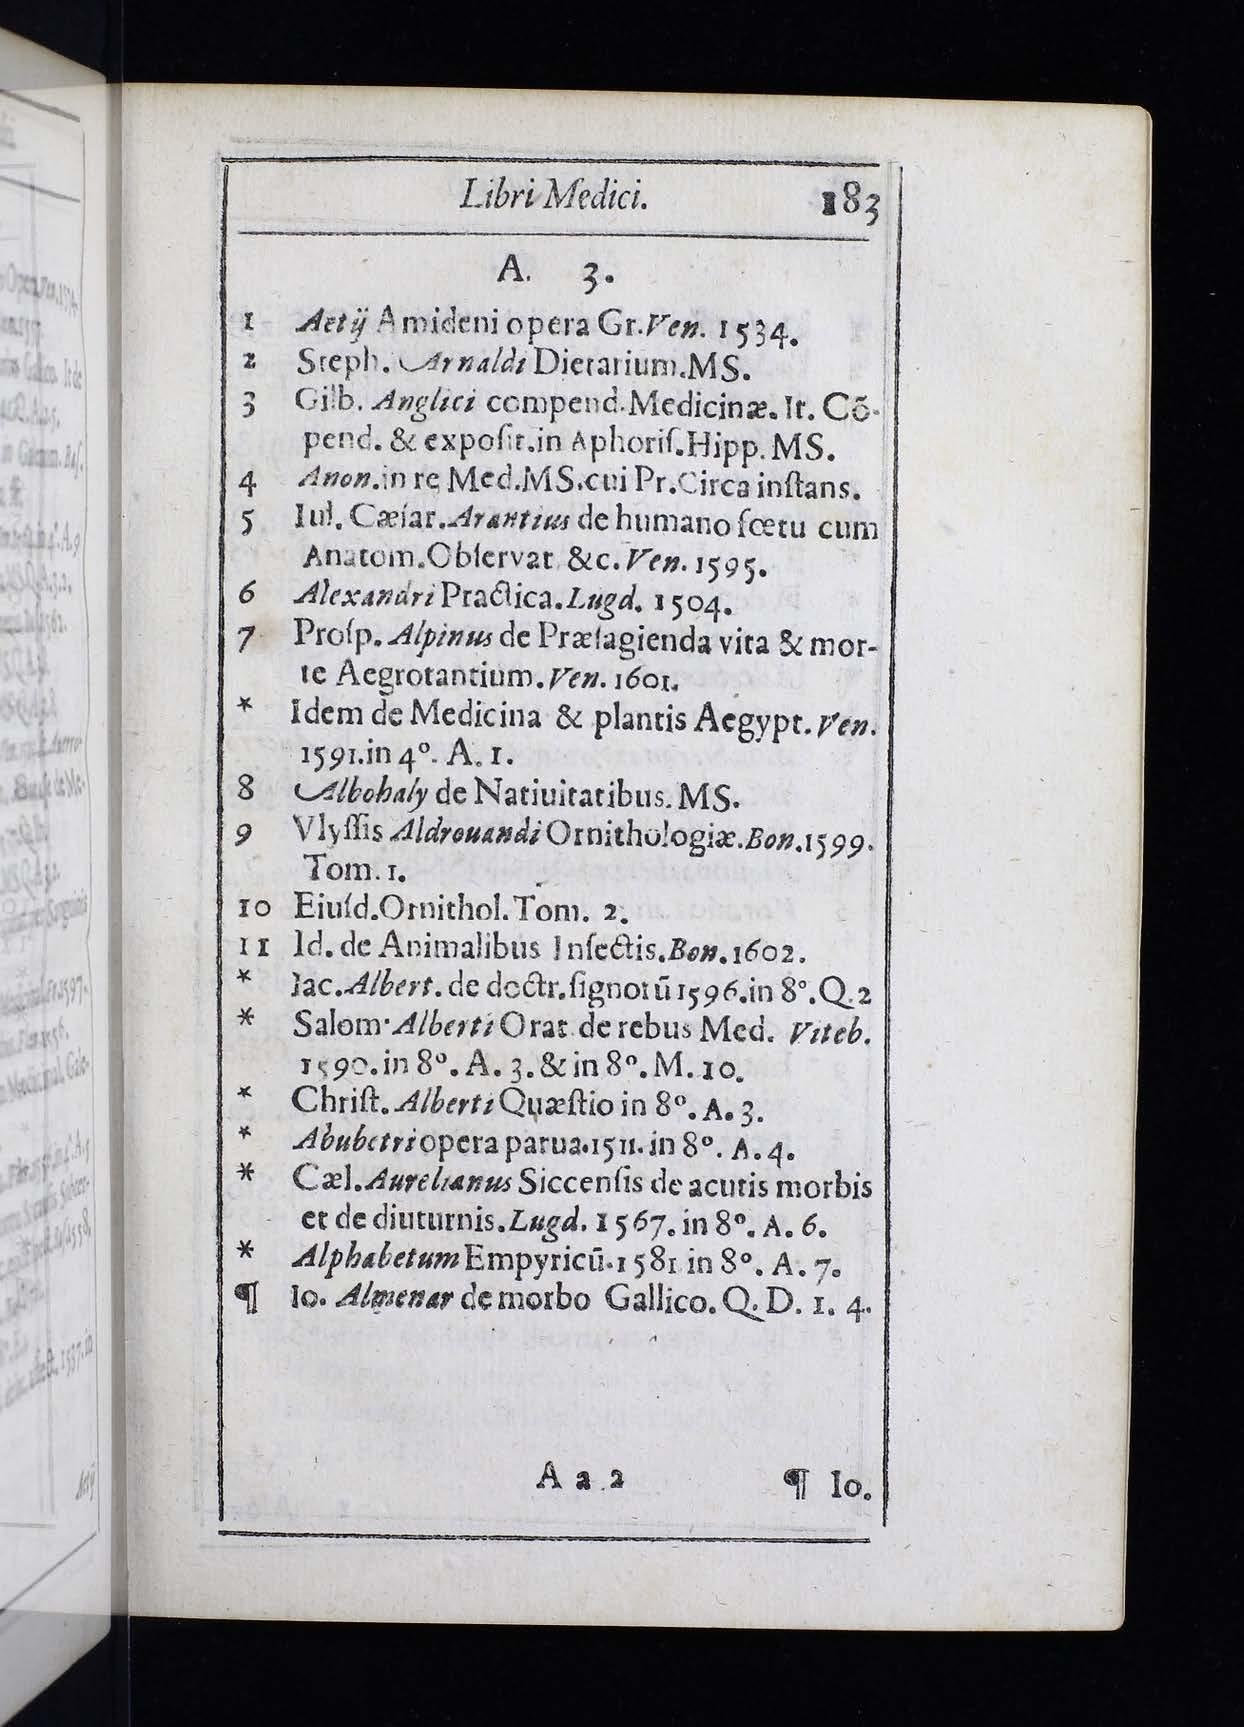 Libri Medici. 183
A. 3.
1 Aetij Amideni opera Gr. Ven. 1534.
2 Steph. Arnaldi Dietarium. MS.
3 Gilb. Anglici compend. Medicinæ. It. Cõ-
pend. & exposit. in Aphoriſ. Hipp. MS.
4 Anon. in re Med. MS. cui Pr. Circa inſtans.
5 Iul. Cæſar. Arantius de humano fœtu cum
Anatom. Obſervat. &c. Ven. 1595.
6 Alexandri Practica. Lugd. 1504.
7 Proſp. Alpinus de Præſagienda vita & mor-
te Aegrotantium. Ven. 1601.
* Idem de Medicina & plantis Aegypt. Ven.
1591. in 4°. A. 1.
8 Albohaly de Natiuitatibus. MS.
9 Vlyſſis Aldrouandi Ornithologiæ. Bon. 1599.
Tom. 1.
10 Eiuſd. Ornithol. Tom. 2.
11 Id. de Animalibus Inſectis. Bon. 1602.
* Iac. Albert. de doctr. ſignorũ 1596. in 8°. Q. 2
* Salom. Alberti Orat. de rebus Med. Viteb.
1590. in 8°. A. 3. & in 8°. M. 10.
* Chriſt. Alberti Quæſtio in 8°. A. 3.
* Abubetri opera parua. 1511. in 8°. A. 4.
* Cæl. Aurelianus Siccenſis de acutis morbis
et de diuturnis. Lugd. 1567. in 8°. A. 6.
* Alphabetum Empyricũ. 1581 in 8°. A. 7.
¶ Io. Almenar de morbo Gallico. Q. D. 1. 4.
A a 2 ¶ Io.